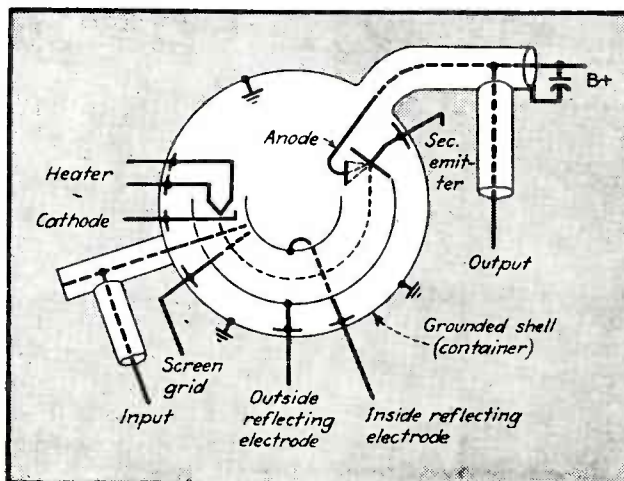 B+
Anode
Sec.
emit-
ter
Heater
Cathode
Output
Grounded shell
(container)
Screen
grid
Input
Outside
reflecting
electrode
Inside reflecting
electrode